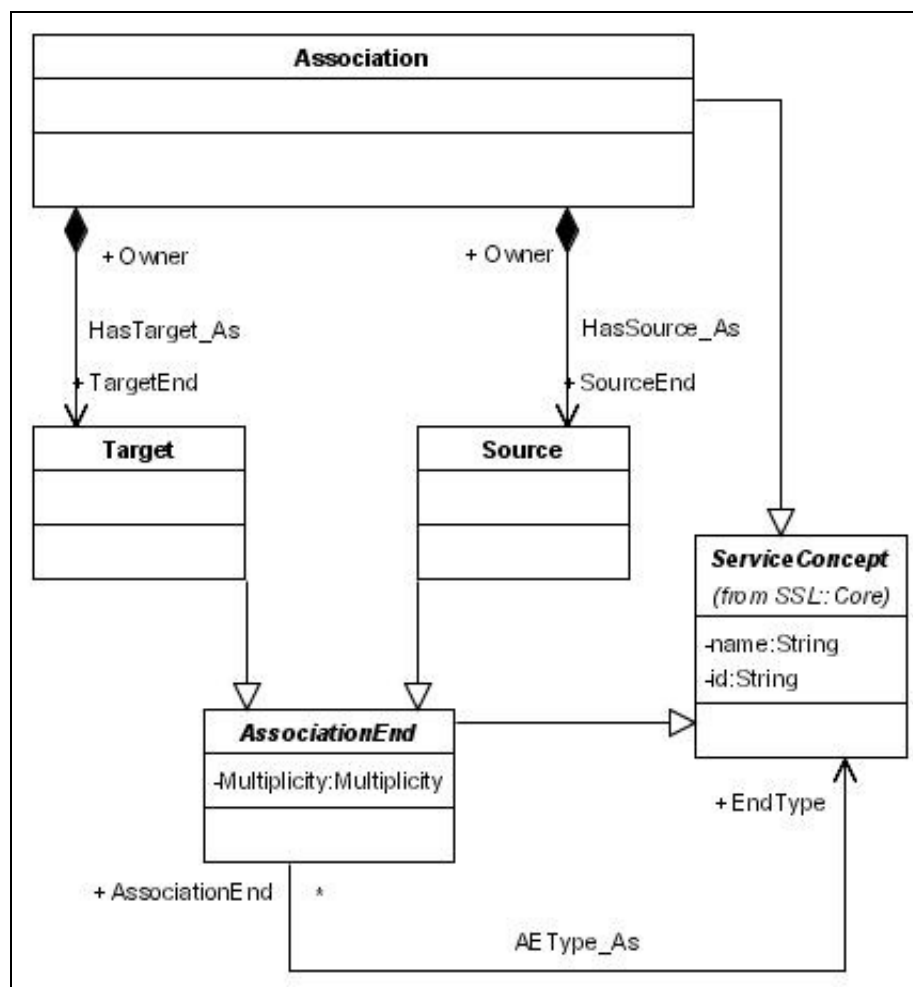 Association
+ Owner
+ Owner
HasTarget_As
HasSource_As
+ TargetEnd
+ SourceEnd
Target
Source
ServiceConcept
(from SSL::Core)
-name:String
-id:String
AssociationEnd
-Multiplicity:Multiplicity
+ EndType
+ AssociationEnd *
AEType_As